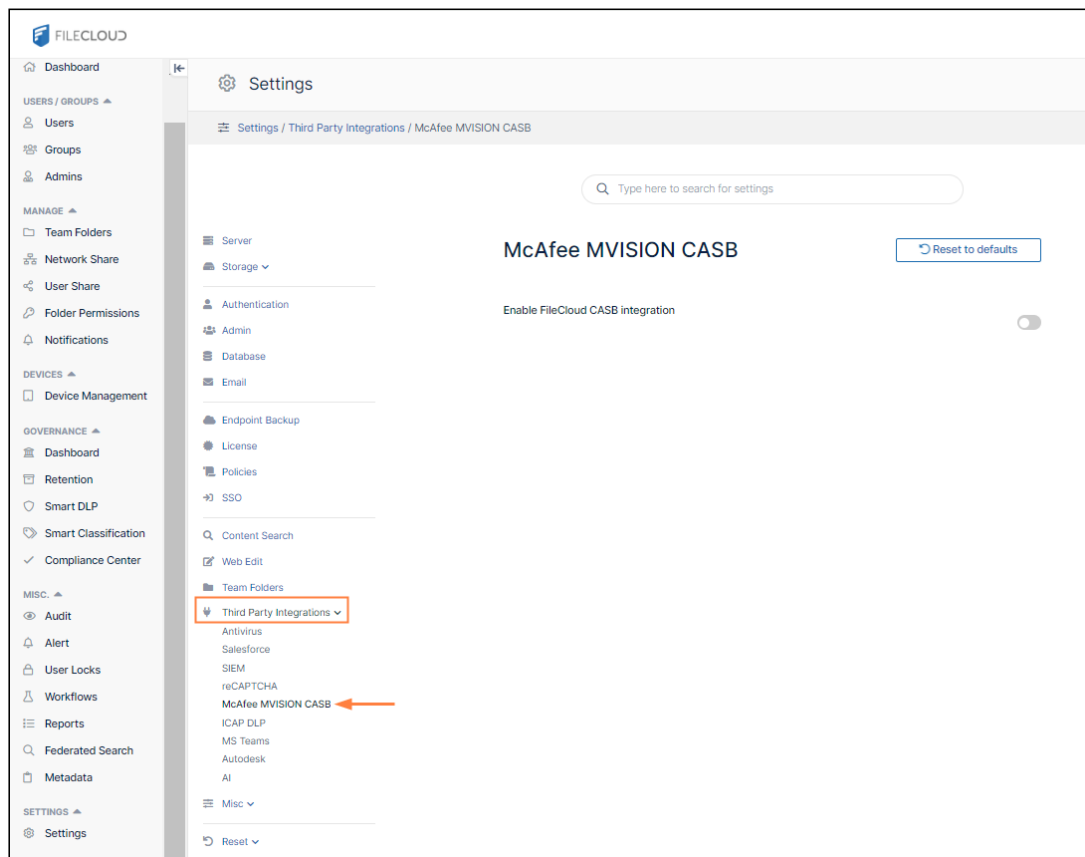 FILECLOUD
Dashboard
USERS / GROUPS
Users
Groups
Admins
MANAGE
Team Folders
Network Share
User Share
Folder Permissions
Notifications
DEVICES
Device Management
GOVERNANCE
Dashboard
Retention
Smart DLP
Smart Classification
Compliance Center
MISC.
Audit
Alert
User Locks
Workflows
Reports
Federated Search
Metadata
SETTINGS
Settings
Settings
Settings / Third Party Integrations / McAfee MVISION CASB
Type here to search for settings
Server
Storage
Authentication
Admin
Database
Email
Endpoint Backup
License
Policies
SSO
Content Search
Web Edit
Team Folders
Third Party Integrations
Antivirus
Salesforce
SIEM
reCAPTCHA
McAfee MVISION CASB
ICAP DLP
MS Teams
Autodesk
AI
Misc
Reset
McAfee MVISION CASB
Reset to defaults
Enable FileCloud CASB integration